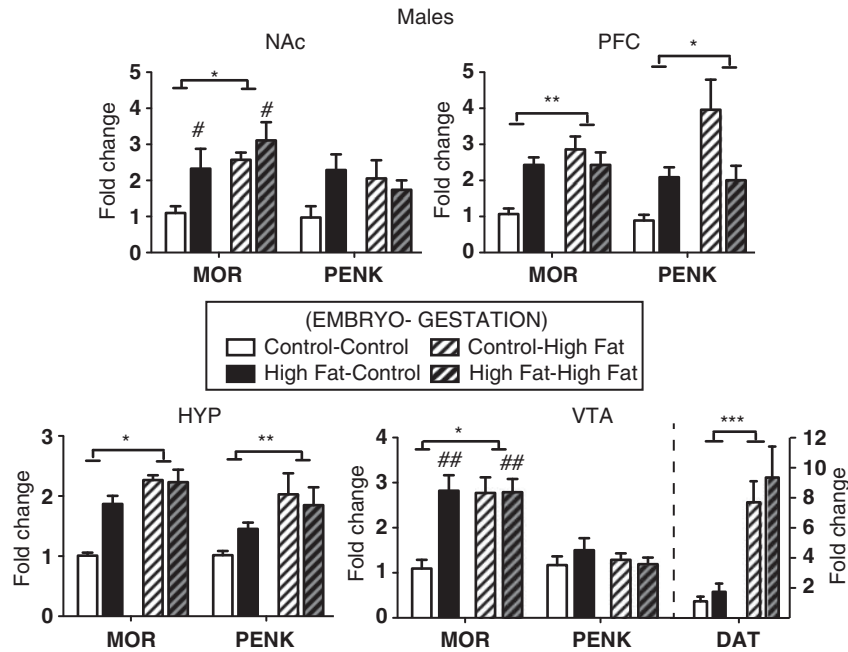 Males
NAc
PFC
Fold change
5
4
3
2
1
0
*
#
#
MOR
PENK
Fold change
5
4
3
2
1
0
**
*
MOR
PENK
(EMBRYO- GESTATION)
Control-Control
Control-High Fat
High Fat-Control
High Fat-High Fat
HYP
VTA
Fold change
3
2
1
0
*
**
MOR
PENK
Fold change
4
3
2
1
0
*
##
##
***
MOR
PENK
DAT
12
10
8
6
4
2
Fold change